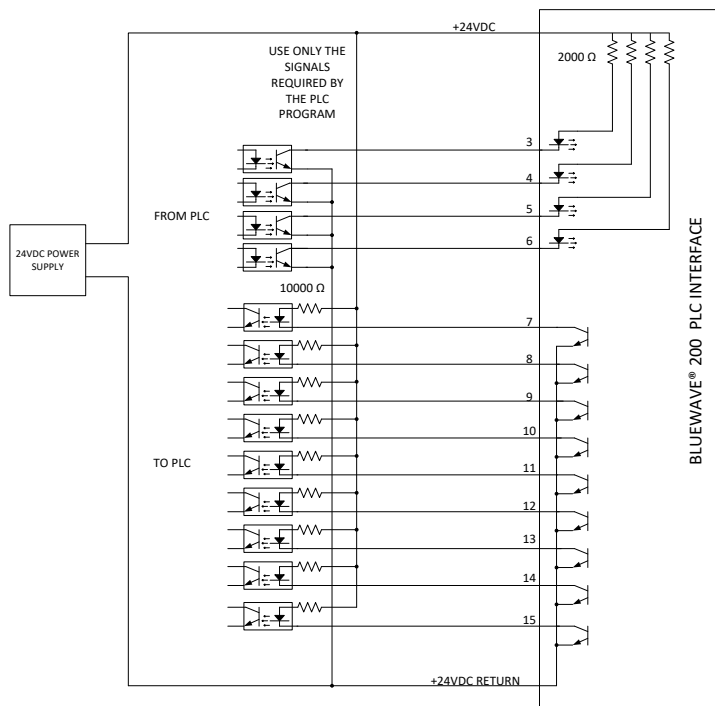 +24VDC
USE ONLY THE
SIGNALS
REQUIRED BY
THE PLC
PROGRAM
2000 Ω
3
4
5
6
FROM PLC
24VDC POWER
SUPPLY
10000 Ω
7
8
9
10
11
12
13
14
15
TO PLC
+24VDC RETURN
BLUEWAVE® 200 PLC INTERFACE